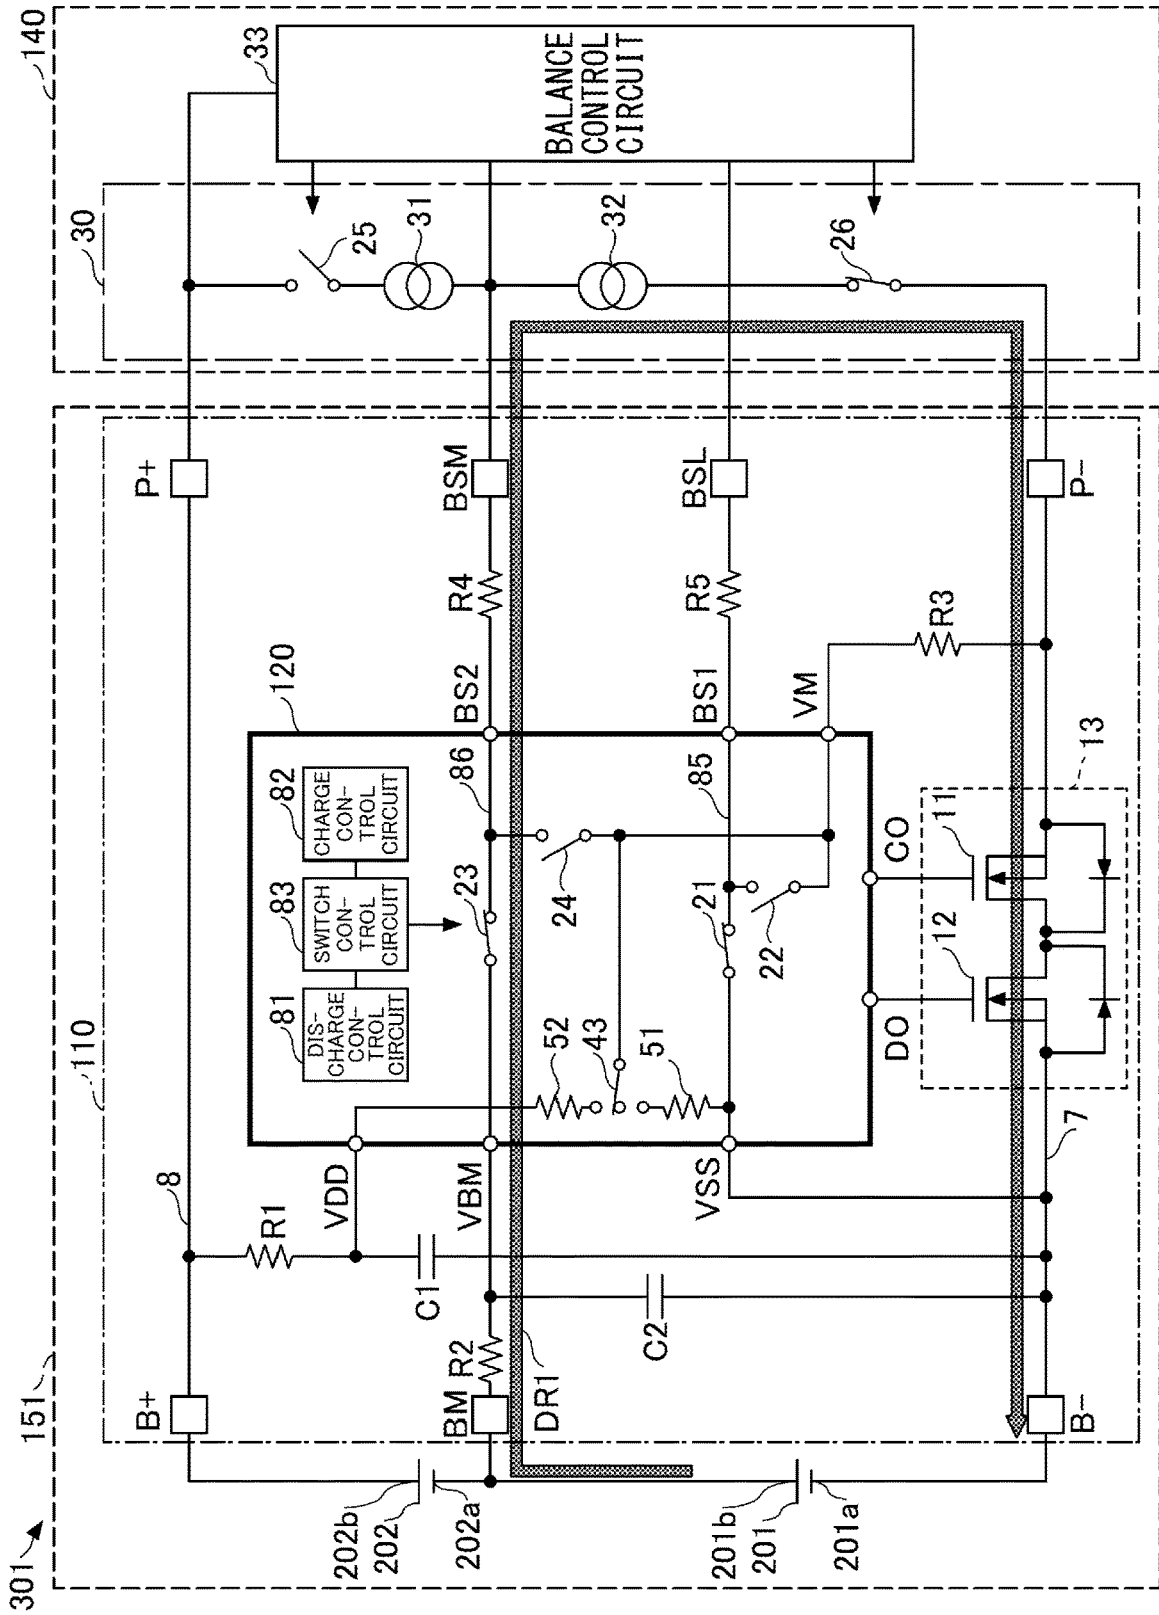 301
151
140
110
30
33
BALANCE
CONTROL
CIRCUIT
25
31
32
26
P+
BSM
BSL
P−
R4
R5
R3
120
BS2
BS1
VM
82
CHARGE
CON-
TROL
CIRCUIT
83
SWITCH
CON-
TROL
CIRCUIT
81
DIS-
CHARGE
CON-
TROL
CIRCUIT
86
85
23
24
21
22
52
43
51
CO
DO
13
11
12
7
8
VDD
VBM
VSS
R1
C1
R2
C2
B+
BM
DR1
B−
202b
202
202a
201b
201
201a